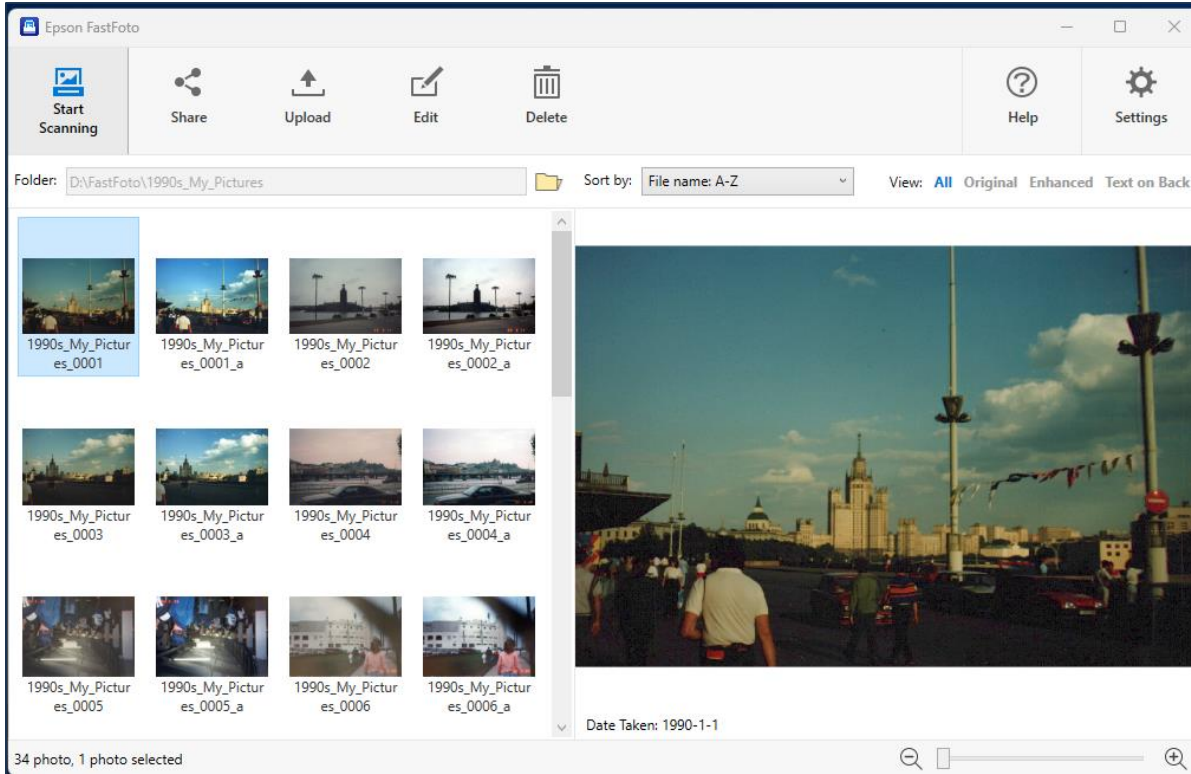 Epson FastFoto
Start
Scanning
Share
Upload
Edit
Delete
Help
Settings
Folder:
D:\FastFoto\1990s_My_Pictures
Sort by:
File name: A-Z
View:
All
Original
Enhanced
Text on Back
1990s_My_Pictur
es_0001
1990s_My_Pictur
es_0001_a
1990s_My_Pictur
es_0002
1990s_My_Pictur
es_0002_a
1990s_My_Pictur
es_0003
1990s_My_Pictur
es_0003_a
1990s_My_Pictur
es_0004
1990s_My_Pictur
es_0004_a
1990s_My_Pictur
es_0005
1990s_My_Pictur
es_0005_a
1990s_My_Pictur
es_0006
1990s_My_Pictur
es_0006_a
Date Taken: 1990-1-1
34 photo, 1 photo selected